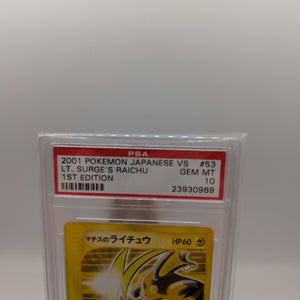 PSA
2001 POKEMON JAPANESE VS #53
LT. SURGE'S RAICHU GEM MT
1ST EDITION 10
23930969
マチスのライチュウ HP60